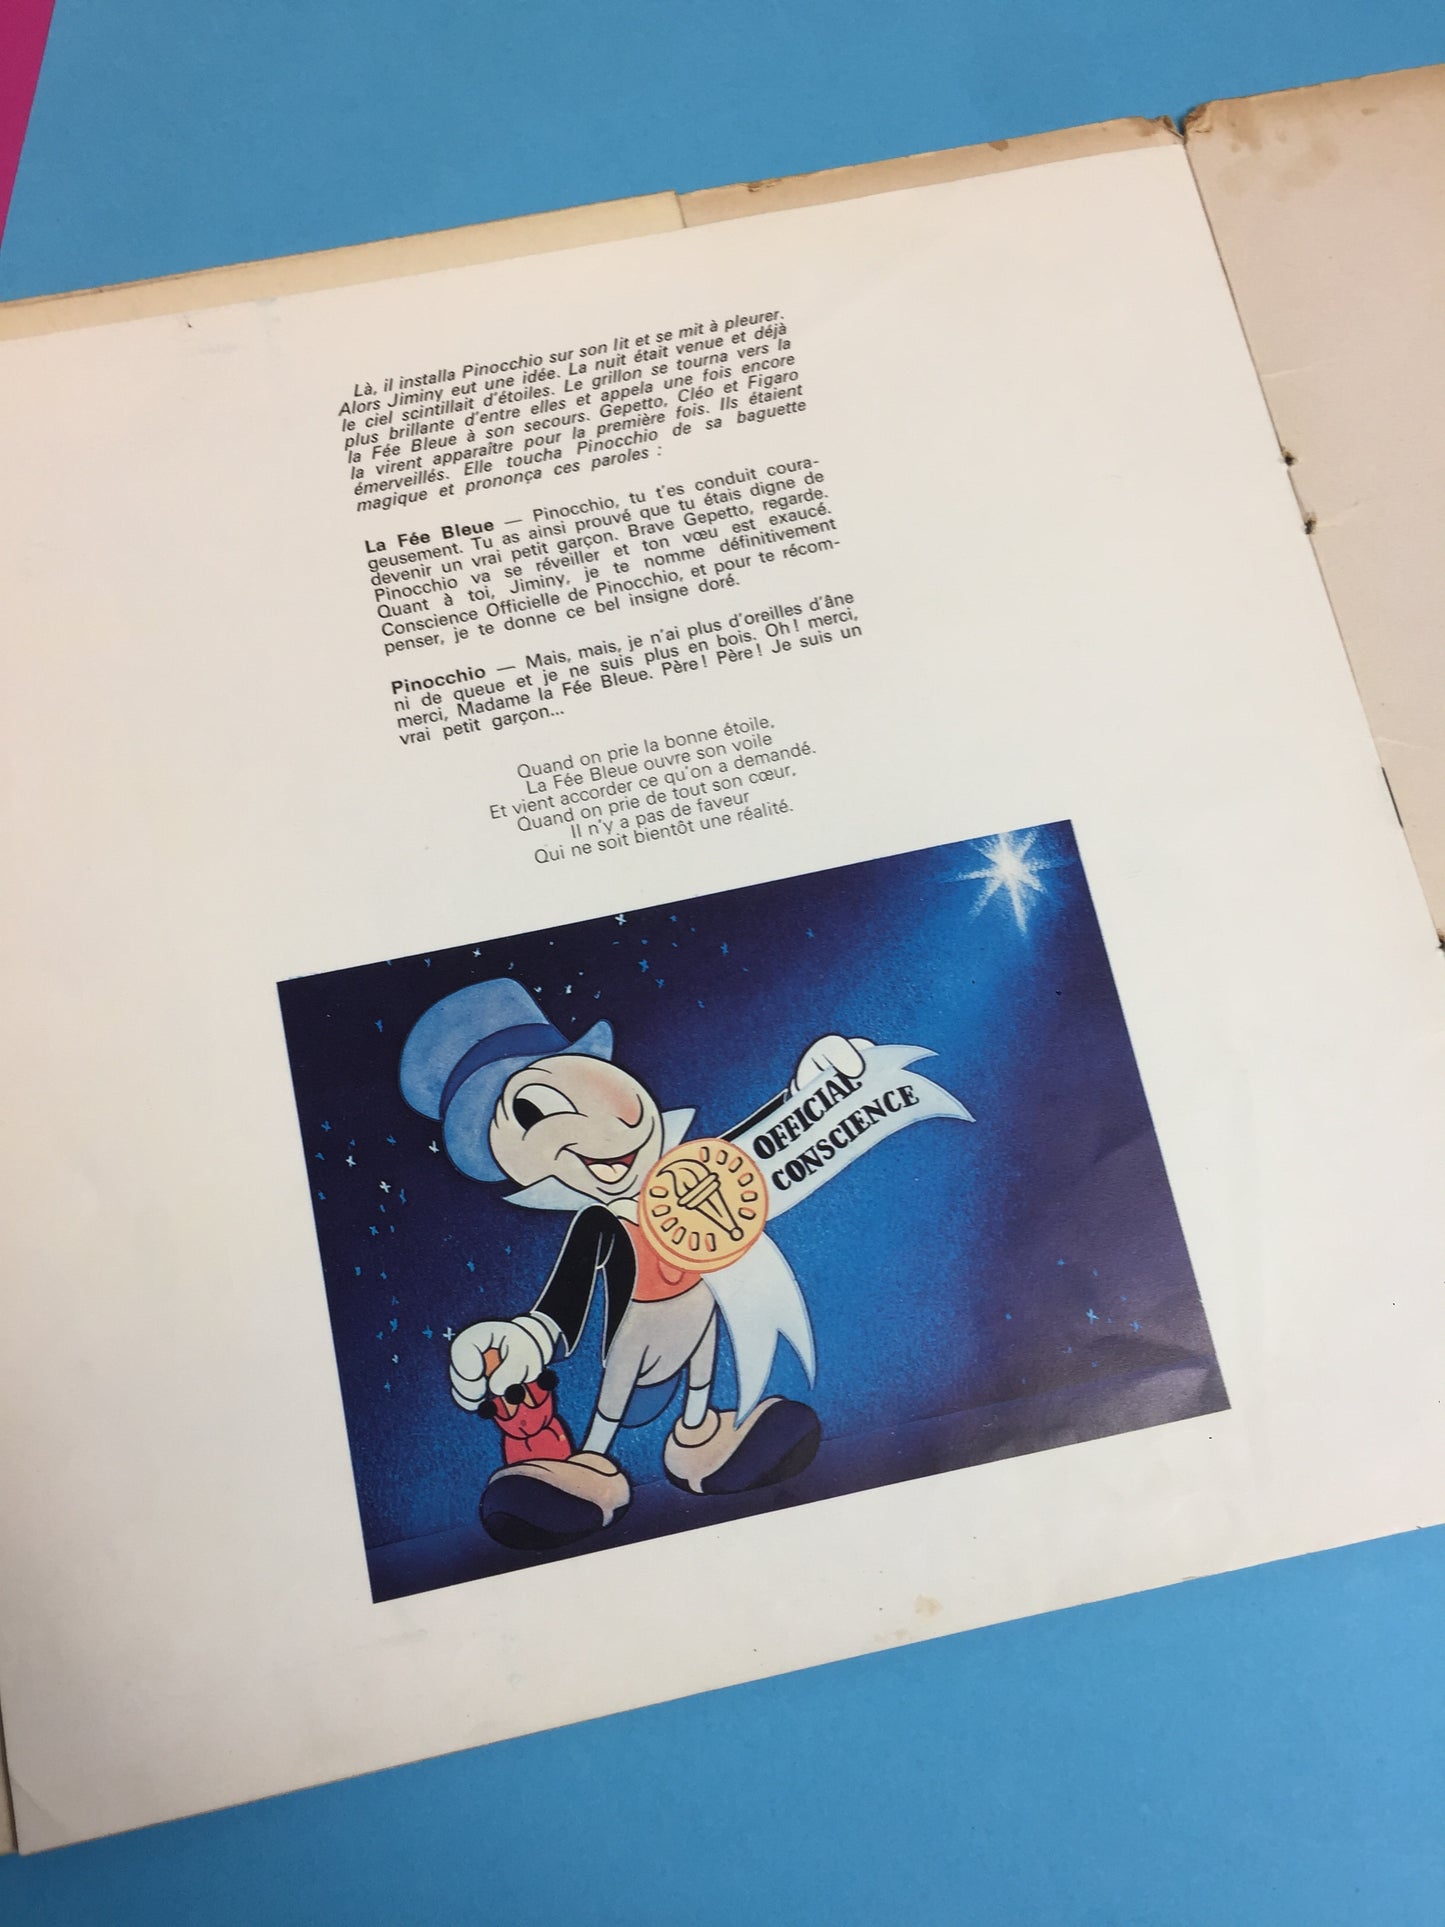 Là, il installa Pinocchio sur son lit et se mit à pleurer.
Alors Jiminy eut une idée. La nuit était venue et déjà
le ciel scintillait d'étoiles. Le grillon se tourna vers la
plus brillante d'entre elles et appela une fois encore
la Fée Bleue à son secours. Gepetto, Cléo et Figaro
la virent apparaître pour la première fois. Ils étaient
émerveillés. Elle toucha Pinocchio de sa baguette
magique et prononça ces paroles :
La Fée Bleue — Pinocchio, tu t'es conduit coura-
geusement. Tu as ainsi prouvé que tu étais digne de
devenir un vrai petit garçon. Brave Gepetto, regarde.
Pinocchio va se réveiller et ton vœu est exaucé.
Quant à toi, Jiminy, je te nomme définitivement
Conscience Officielle de Pinocchio, et pour te récom-
penser, je te donne ce bel insigne doré.
Pinocchio — Mais, mais, je n'ai plus d'oreilles d'âne
ni de queue et je ne suis plus en bois. Oh ! merci,
merci, Madame la Fée Bleue. Père ! Père ! Je suis un
vrai petit garçon...
Quand on prie la bonne étoile,
La Fée Bleue ouvre son voile
Et vient accorder ce qu'on a demandé.
Quand on prie de tout son cœur,
Il n'y a pas de faveur
Qui ne soit bientôt une réalité.
OFFICIAL
CONSCIENCE